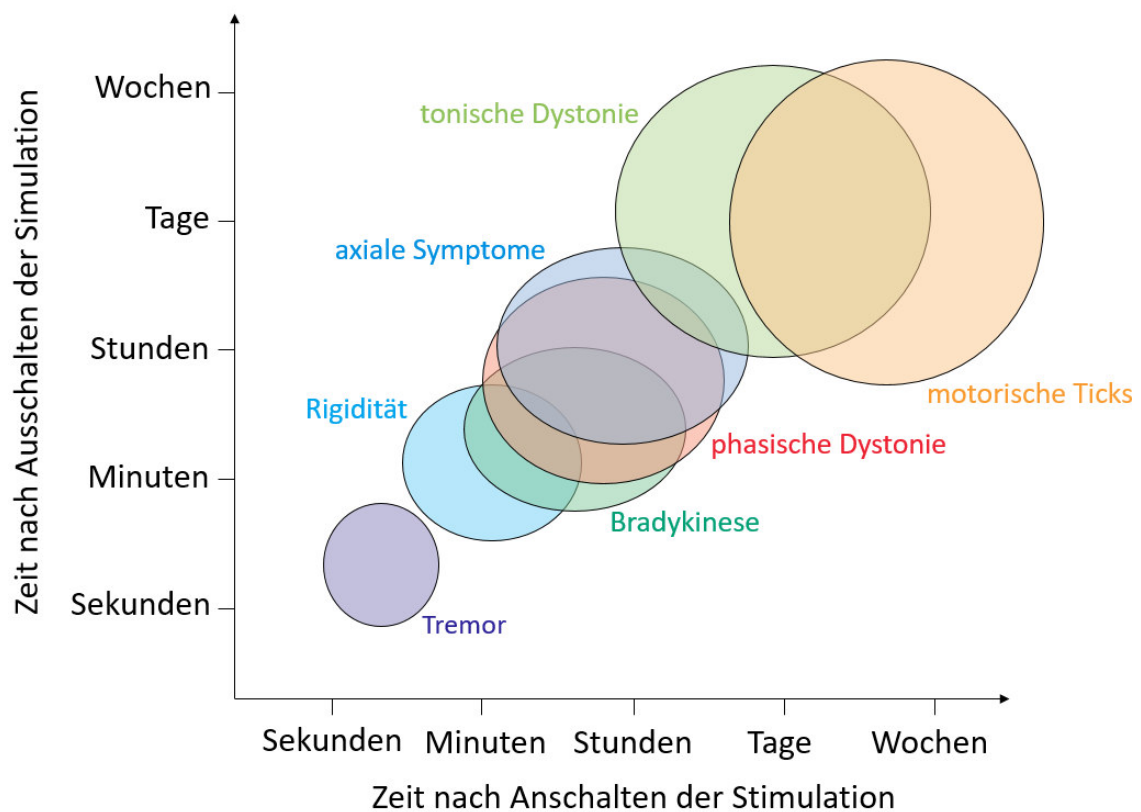 Zeit nach Ausschalten der Simulation
Wochen
Tage
Stunden
Minuten
Sekunden
tonische Dystonie
axiale Symptome
Rigidität
motorische Ticks
phasische Dystonie
Bradykinese
Tremor
Sekunden
Minuten
Stunden
Tage
Wochen
Zeit nach Anschalten der Stimulation